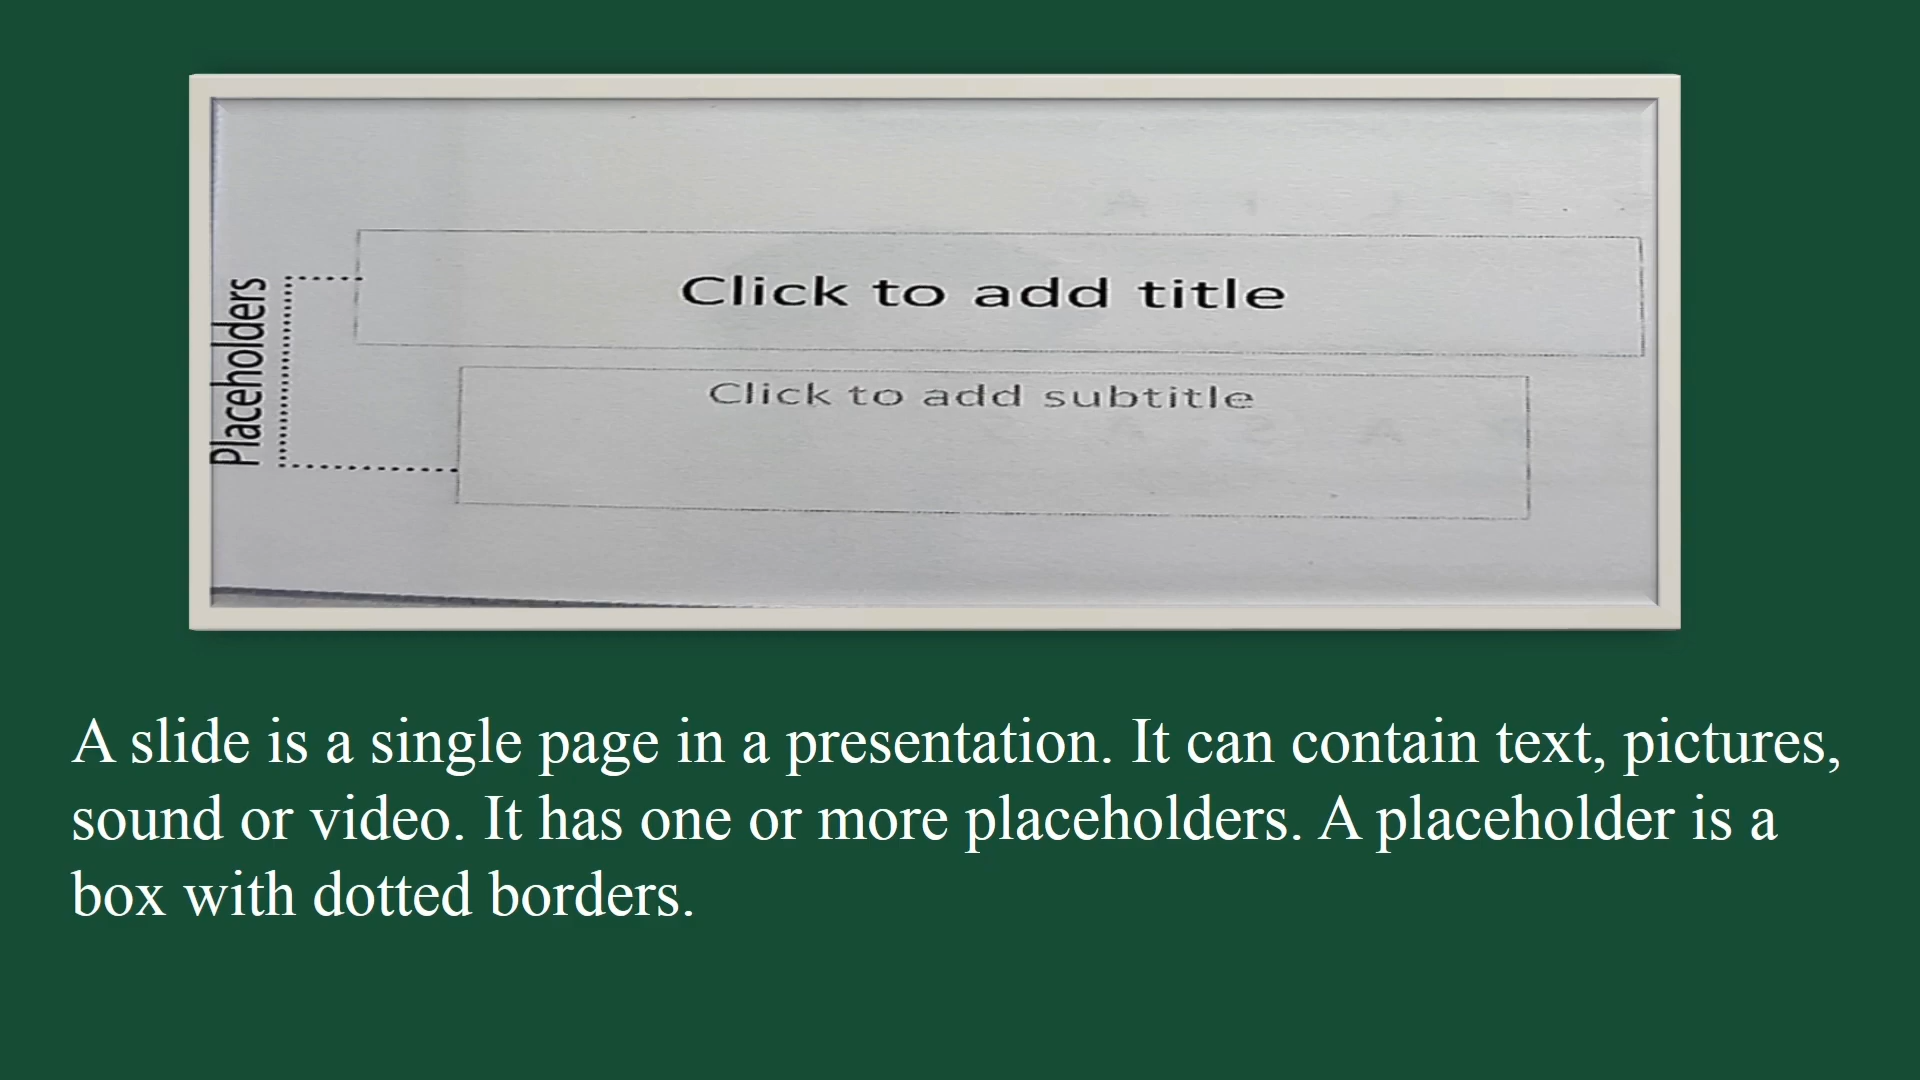 Placeholders
Click to add title
Click to add subtitle
A slide is a single page in a presentation. It can contain text, pictures,
sound or video. It has one or more placeholders. A placeholder is a
box with dotted borders.